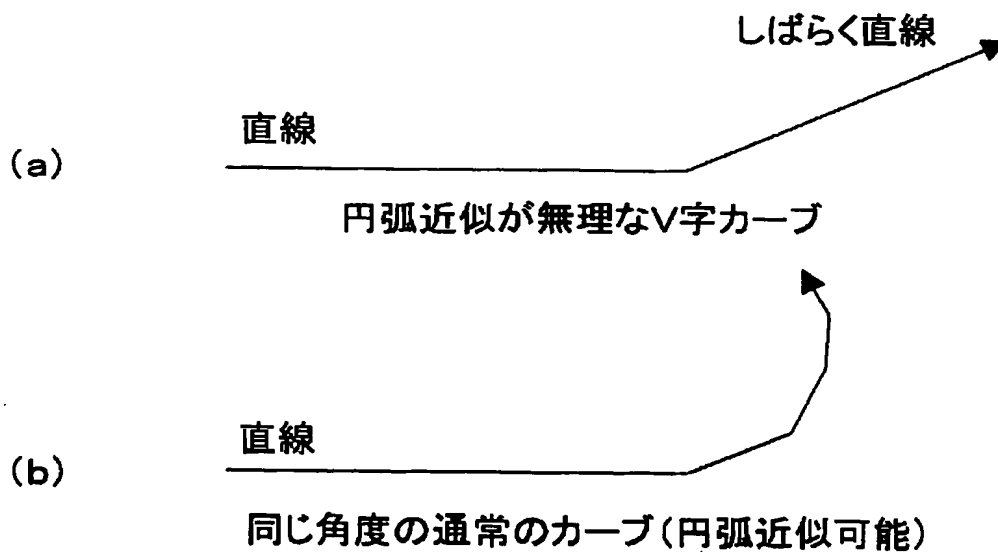 しばらく直線
直線
(a)
円弧近似が無理なV字カーブ
直線
(b)
同じ角度の通常のカーブ(円弧近似可能)